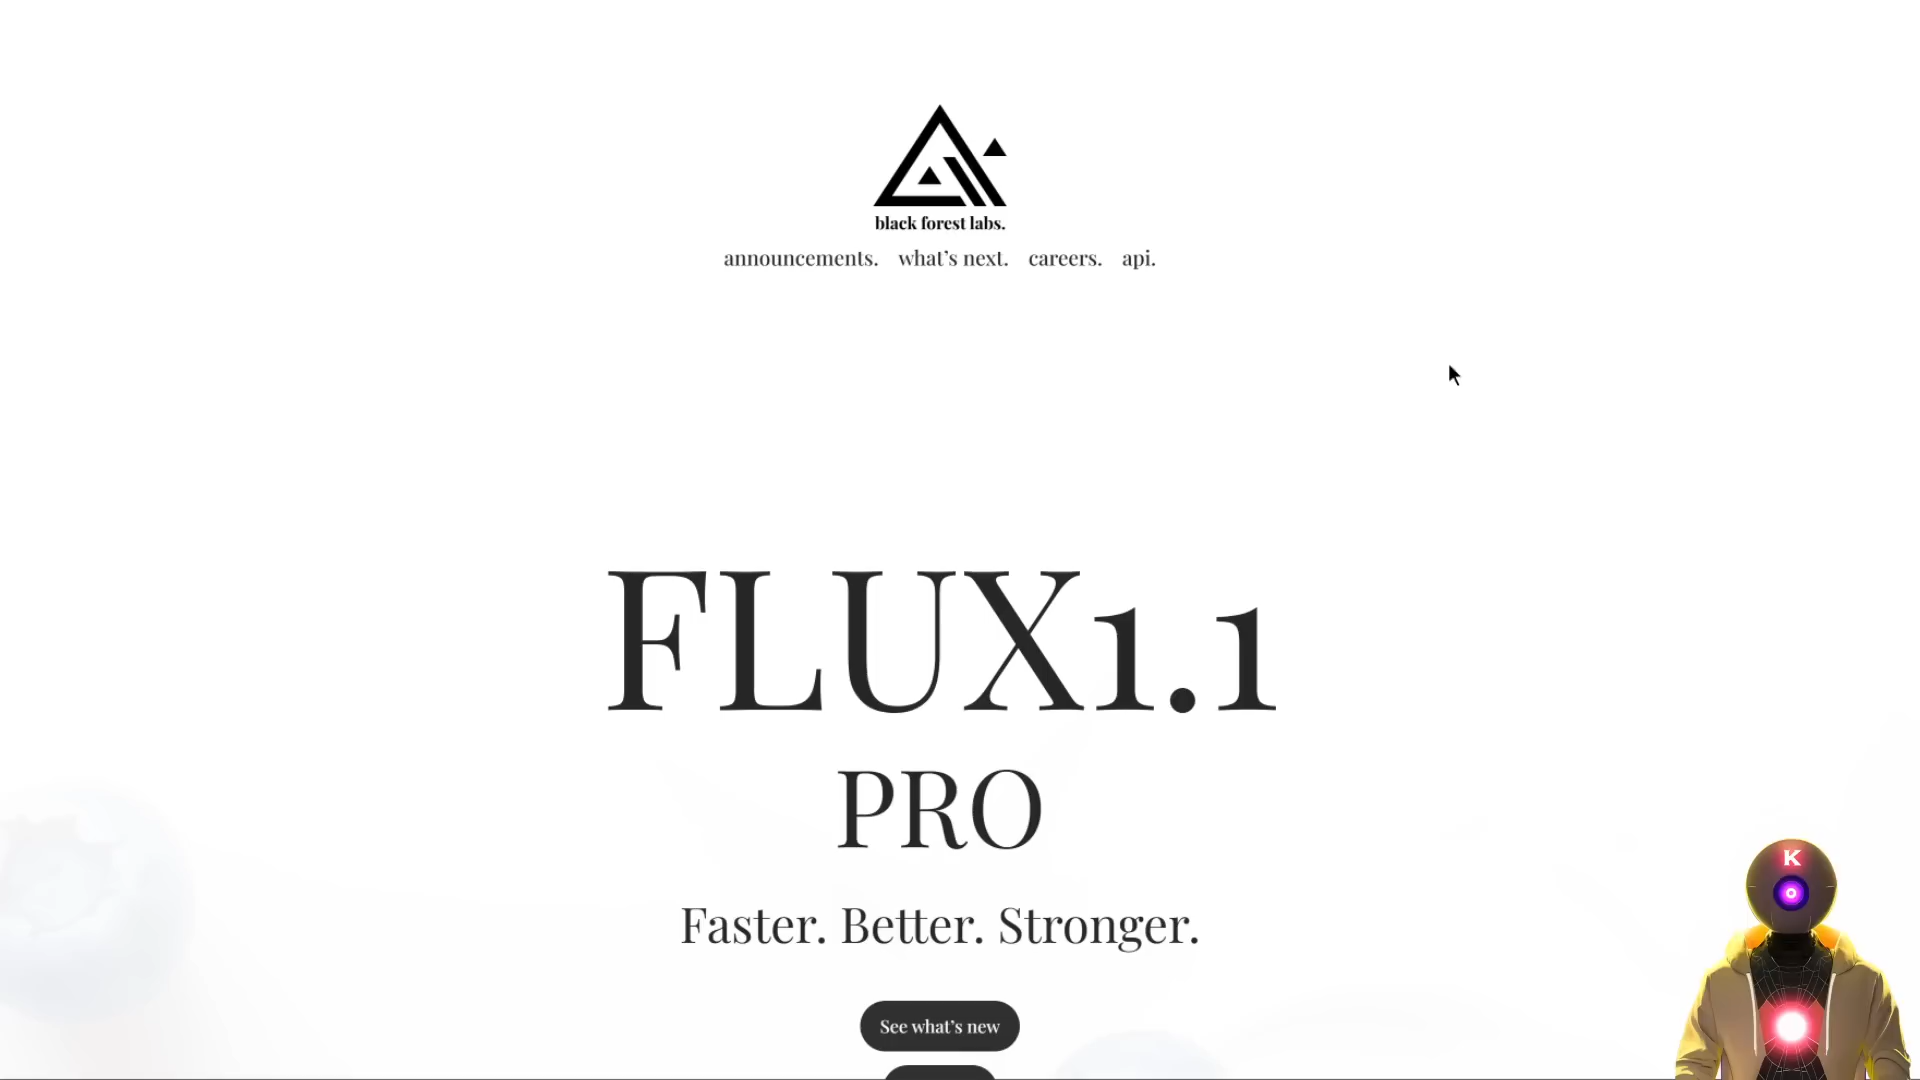 black forest labs.
announcements. what's next. careers. api.
FLUX1.1
PRO
Faster. Better. Stronger.
See what's new
K